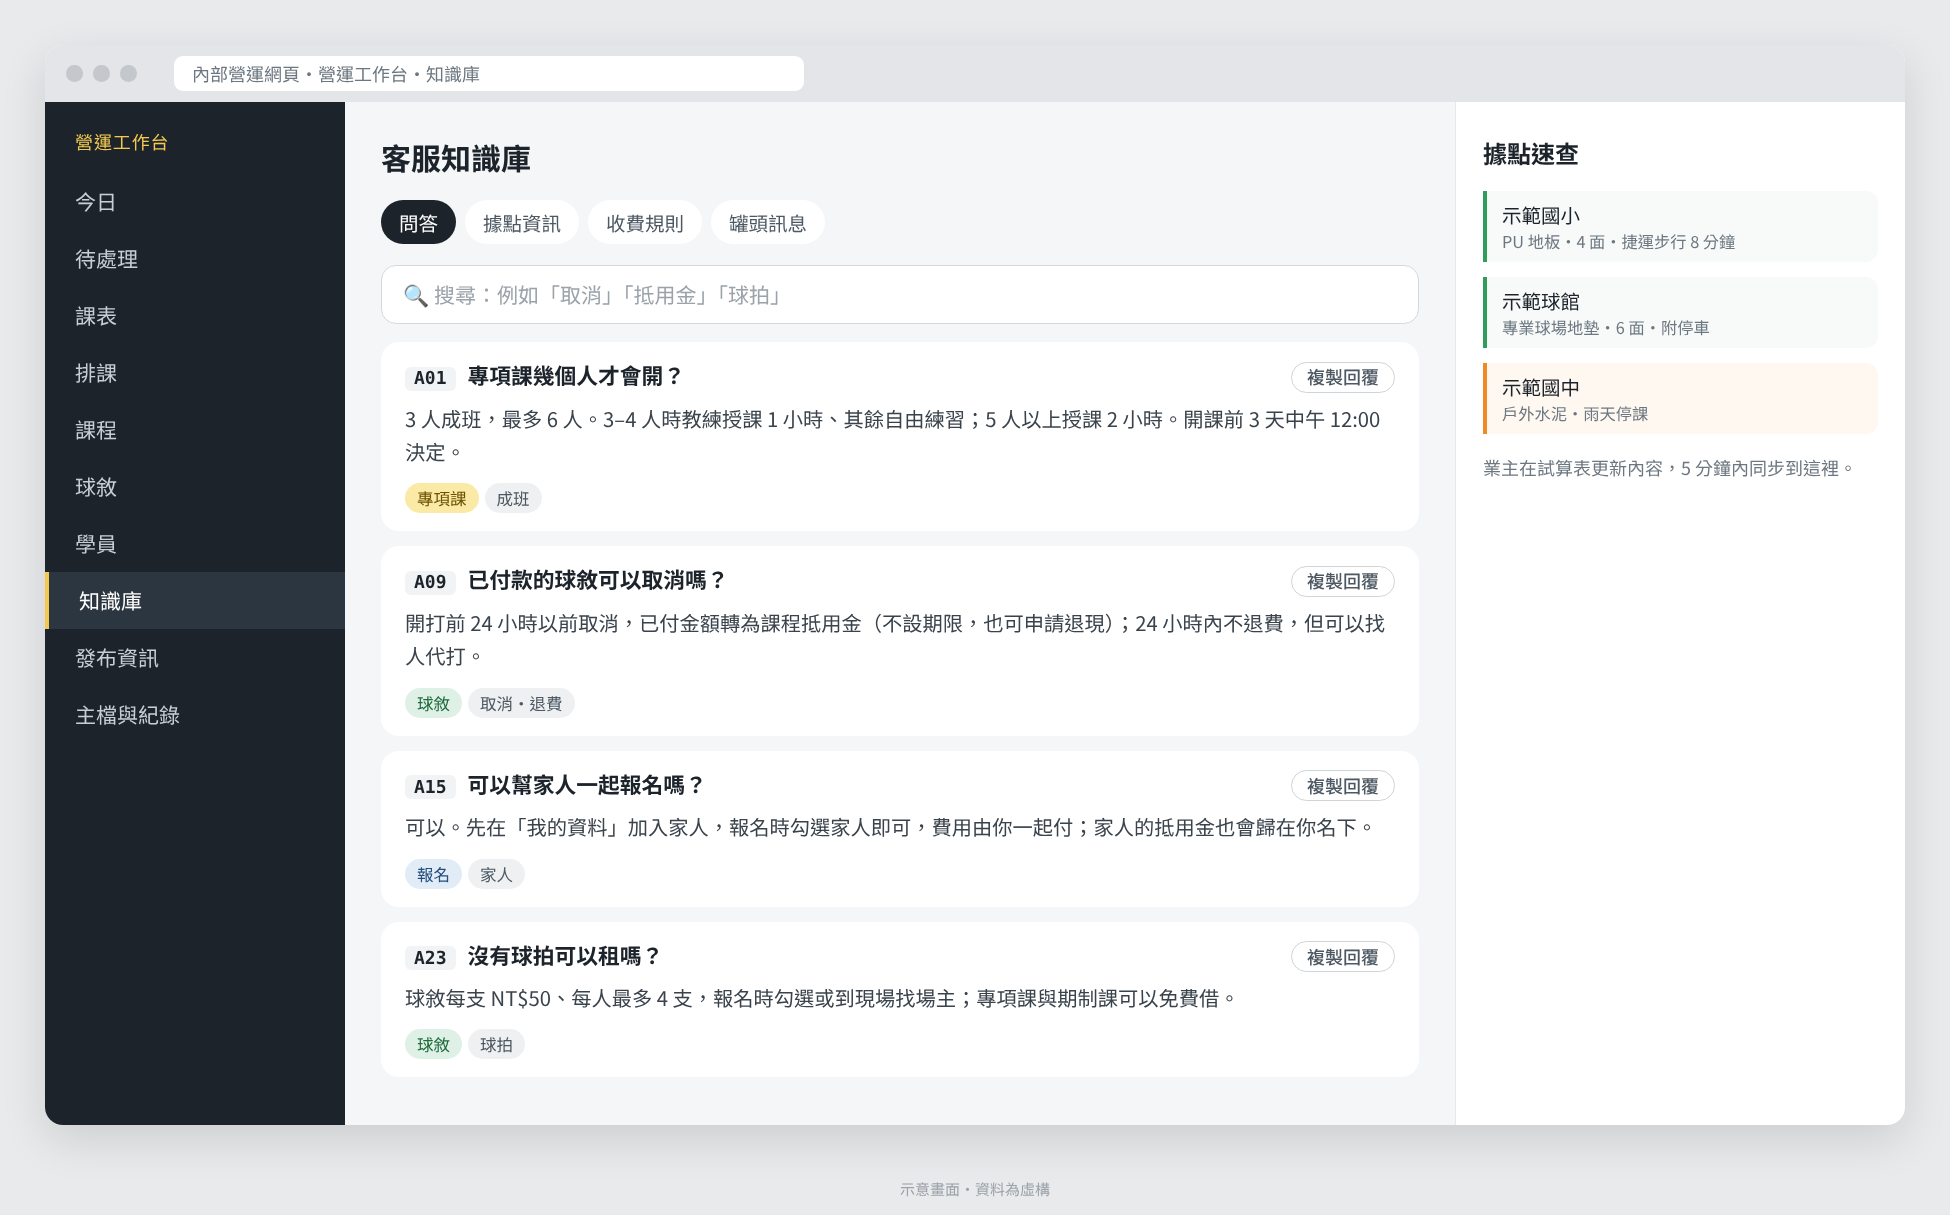 內部營運網頁・營運工作台・知識庫
營運工作台
今日
待處理
課表
排課
課程
球敘
學員
知識庫
發布資訊
主檔與紀錄
客服知識庫
問答
據點資訊
收費規則
罐頭訊息
🔍 搜尋：例如「取消」「抵用金」「球拍」
A01 專項課幾個人才會開？
複製回覆
3 人成班，最多 6 人。3–4 人時教練授課 1 小時、其餘自由練習；5 人以上授課 2 小時。開課前 3 天中午 12:00
決定。
專項課
成班
A09 已付款的球敘可以取消嗎？
複製回覆
開打前 24 小時以前取消，已付金額轉為課程抵用金（不設期限，也可申請退現）；24 小時內不退費，但可以找
人代打。
球敘
取消・退費
A15 可以幫家人一起報名嗎？
複製回覆
可以。先在「我的資料」加入家人，報名時勾選家人即可，費用由你一起付；家人的抵用金也會歸在你名下。
報名
家人
A23 沒有球拍可以租嗎？
複製回覆
球敘每支 NT$50、每人最多 4 支，報名時勾選或到現場找場主；專項課與期制課可以免費借。
球敘
球拍
據點速查
示範國小
PU 地板・4 面・捷運步行 8 分鐘
示範球館
專業球場地墊・6 面・附停車
示範國中
戶外水泥・雨天停課
業主在試算表更新內容，5 分鐘內同步到這裡。
示意畫面・資料為虛構